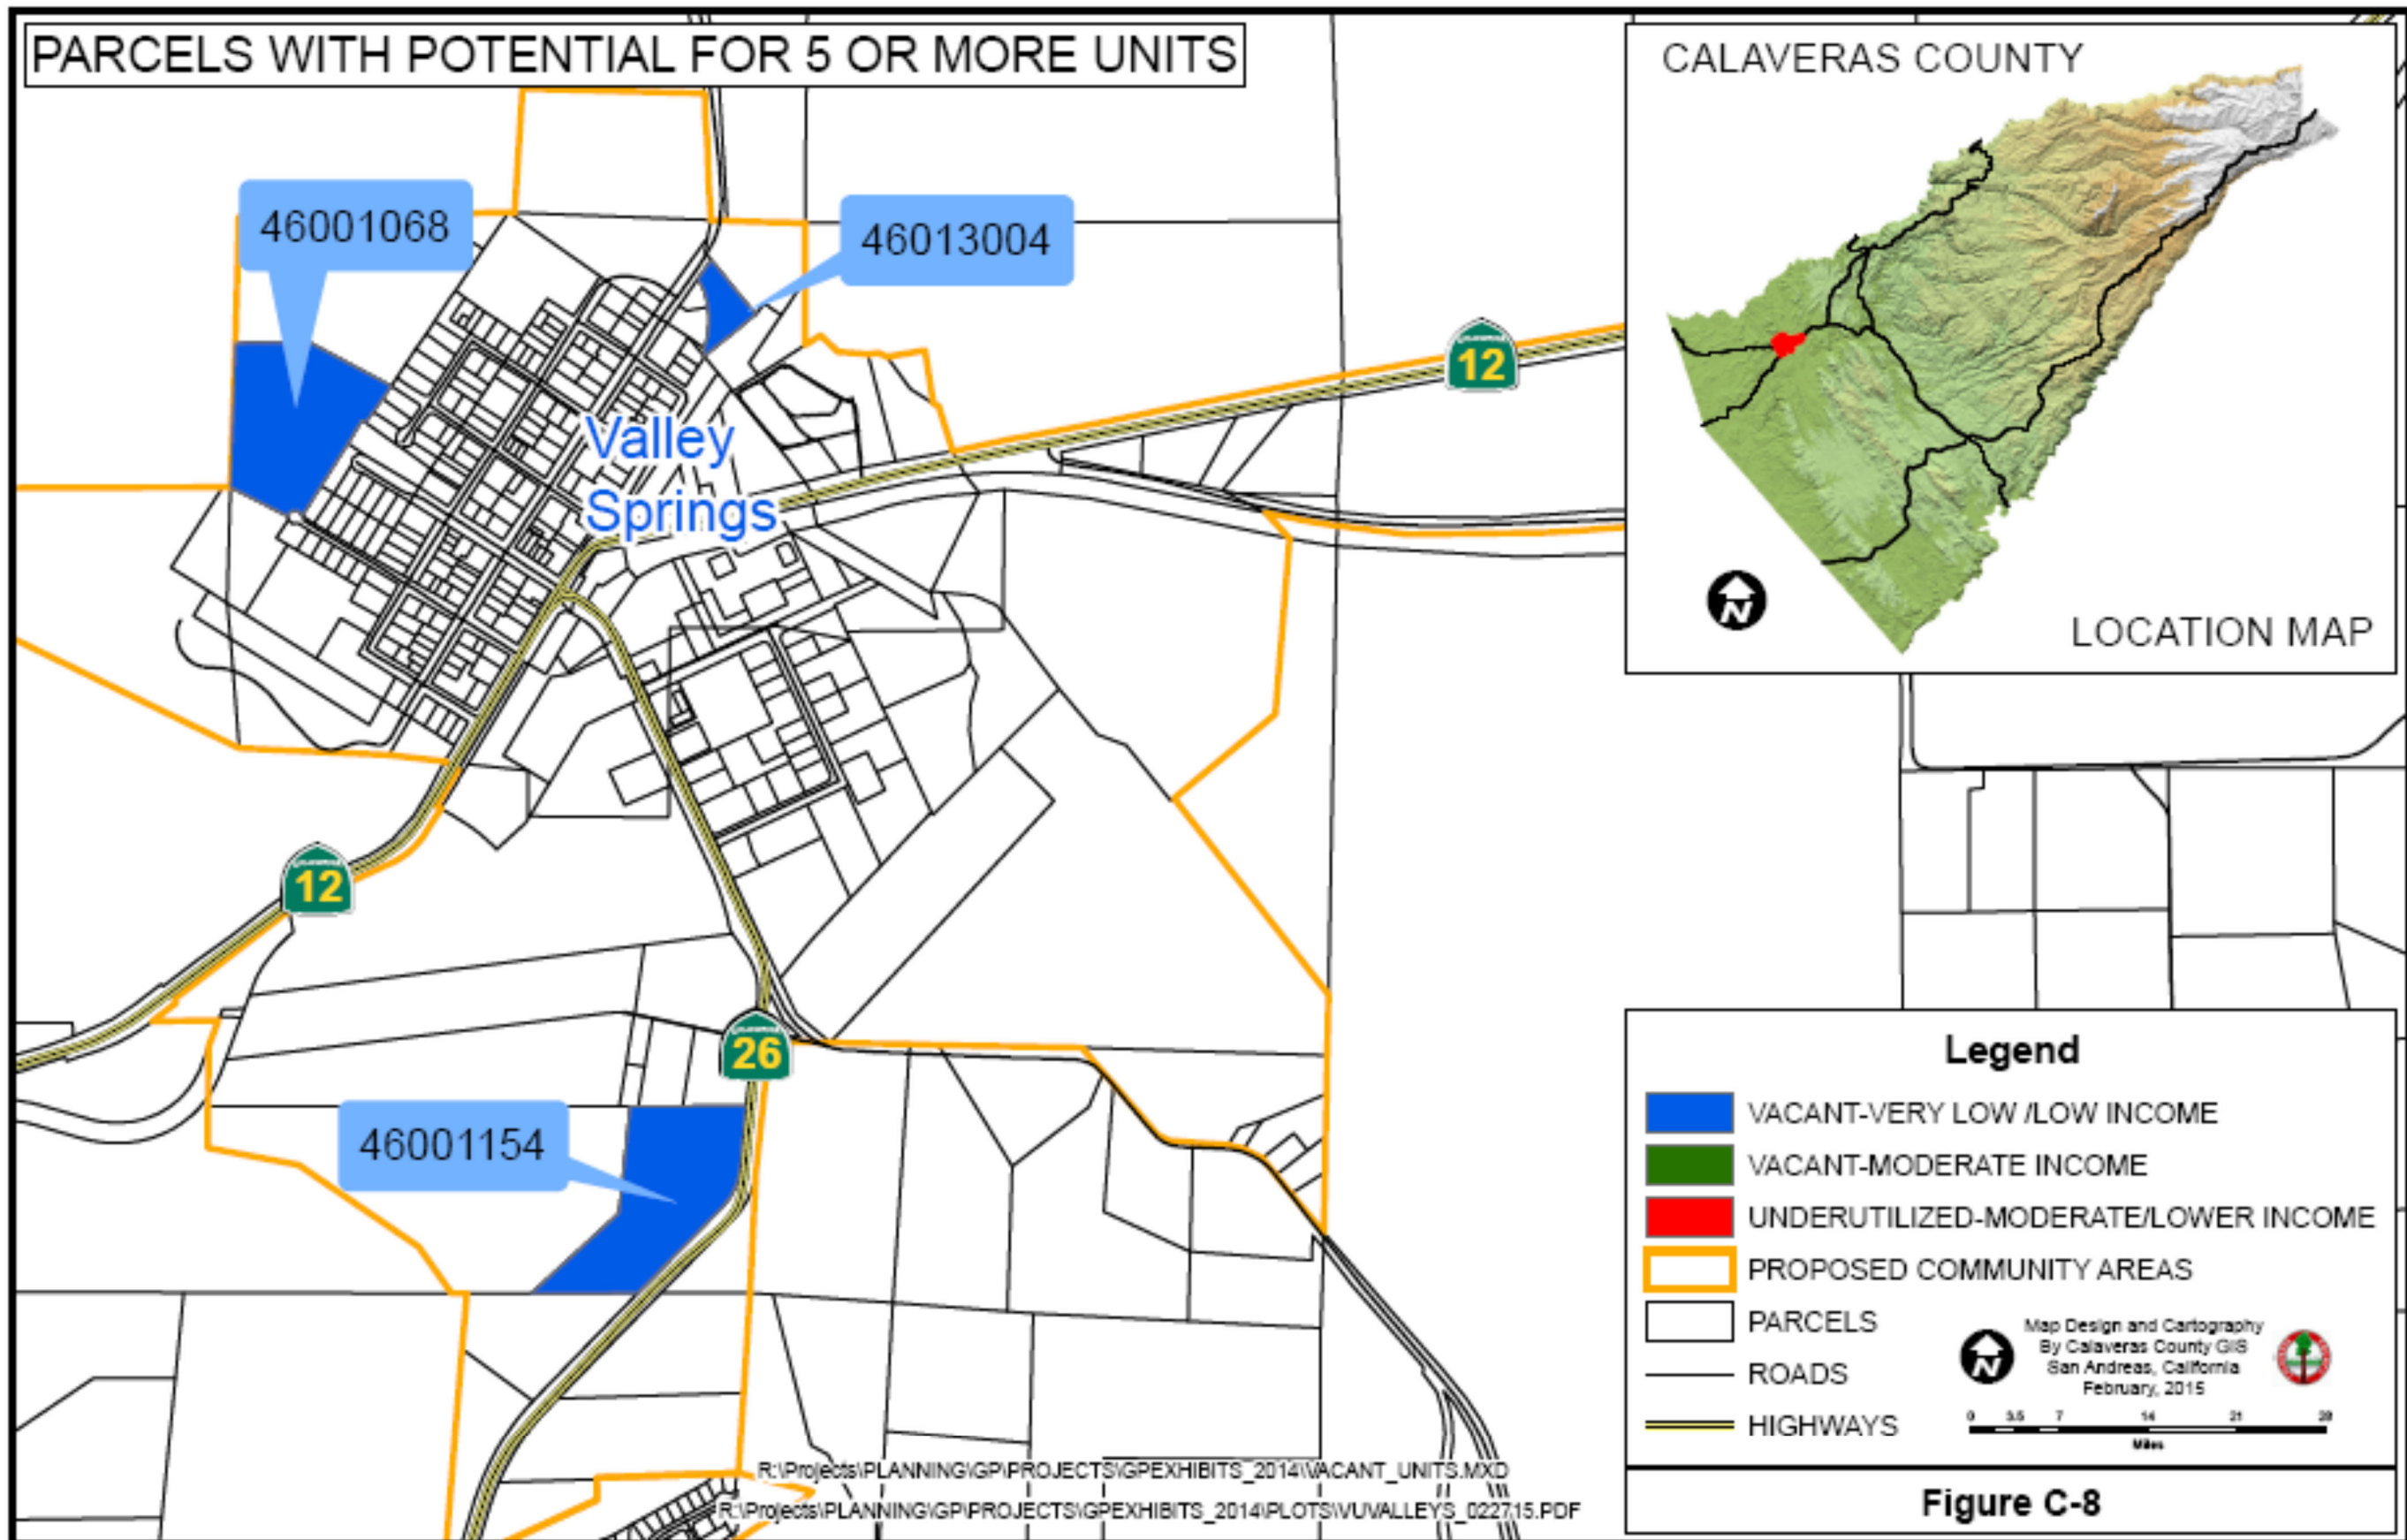 PARCELS WITH POTENTIAL FOR 5 OR MORE UNITS
CALAVERAS COUNTY
46001068
46013004
12
Valley
Springs
N
LOCATION MAP
12
26
46001154
Legend
VACANT-VERY LOW /LOW INCOME
VACANT-MODERATE INCOME
UNDERUTILIZED-MODERATE/LOWER INCOME
PROPOSED COMMUNITY AREAS
PARCELS
ROADS
HIGHWAYS
N
Map Design and Cartography
By Calaveras County GIS
San Andreas, California
February, 2015
0 3.5 7 14 21 28
Miles
R:\Projects\PLANNING\GP\PROJECTS\GPEXHIBITS_2014\VACANT_UNITS.MXD
R:\Projects\PLANNING\GP\PROJECTS\GPEXHIBITS_2014\PLOTS\VUVALLEYS_022715.PDF
Figure C-8